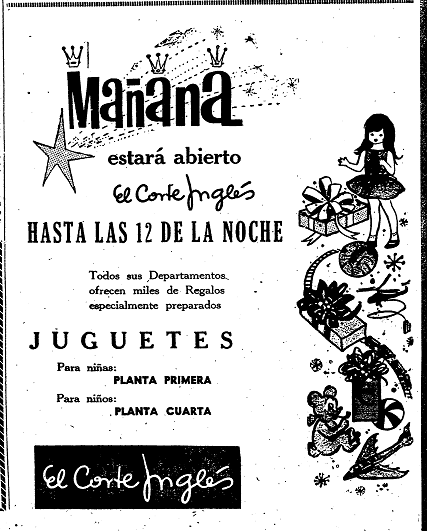 Mañana
estará abierto
El Corte Inglés
HASTA LAS 12 DE LA NOCHE
Todos sus Departamentos
ofrecen miles de Regalos
especialmente preparados
JUGUETES
Para niñas:
PLANTA PRIMERA
Para niños:
PLANTA CUARTA
El Corte Inglés